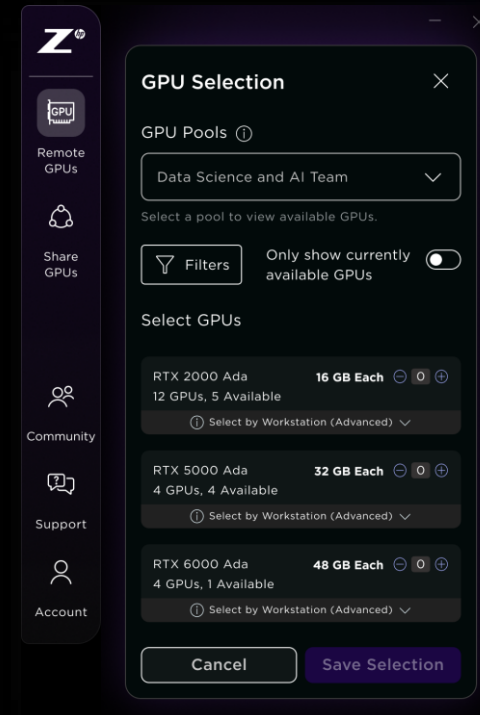 Z hp
GPU
Remote
GPUs
Share
GPUs
Community
Support
Account
GPU Selection
GPU Pools
Data Science and AI Team
Select a pool to view available GPUs.
Filters
Only show currently
available GPUs
Select GPUs
RTX 2000 Ada 16 GB Each 0
12 GPUs, 5 Available
Select by Workstation (Advanced)
RTX 5000 Ada 32 GB Each 0
4 GPUs, 4 Available
Select by Workstation (Advanced)
RTX 6000 Ada 48 GB Each 0
4 GPUs, 1 Available
Select by Workstation (Advanced)
Cancel Save Selection